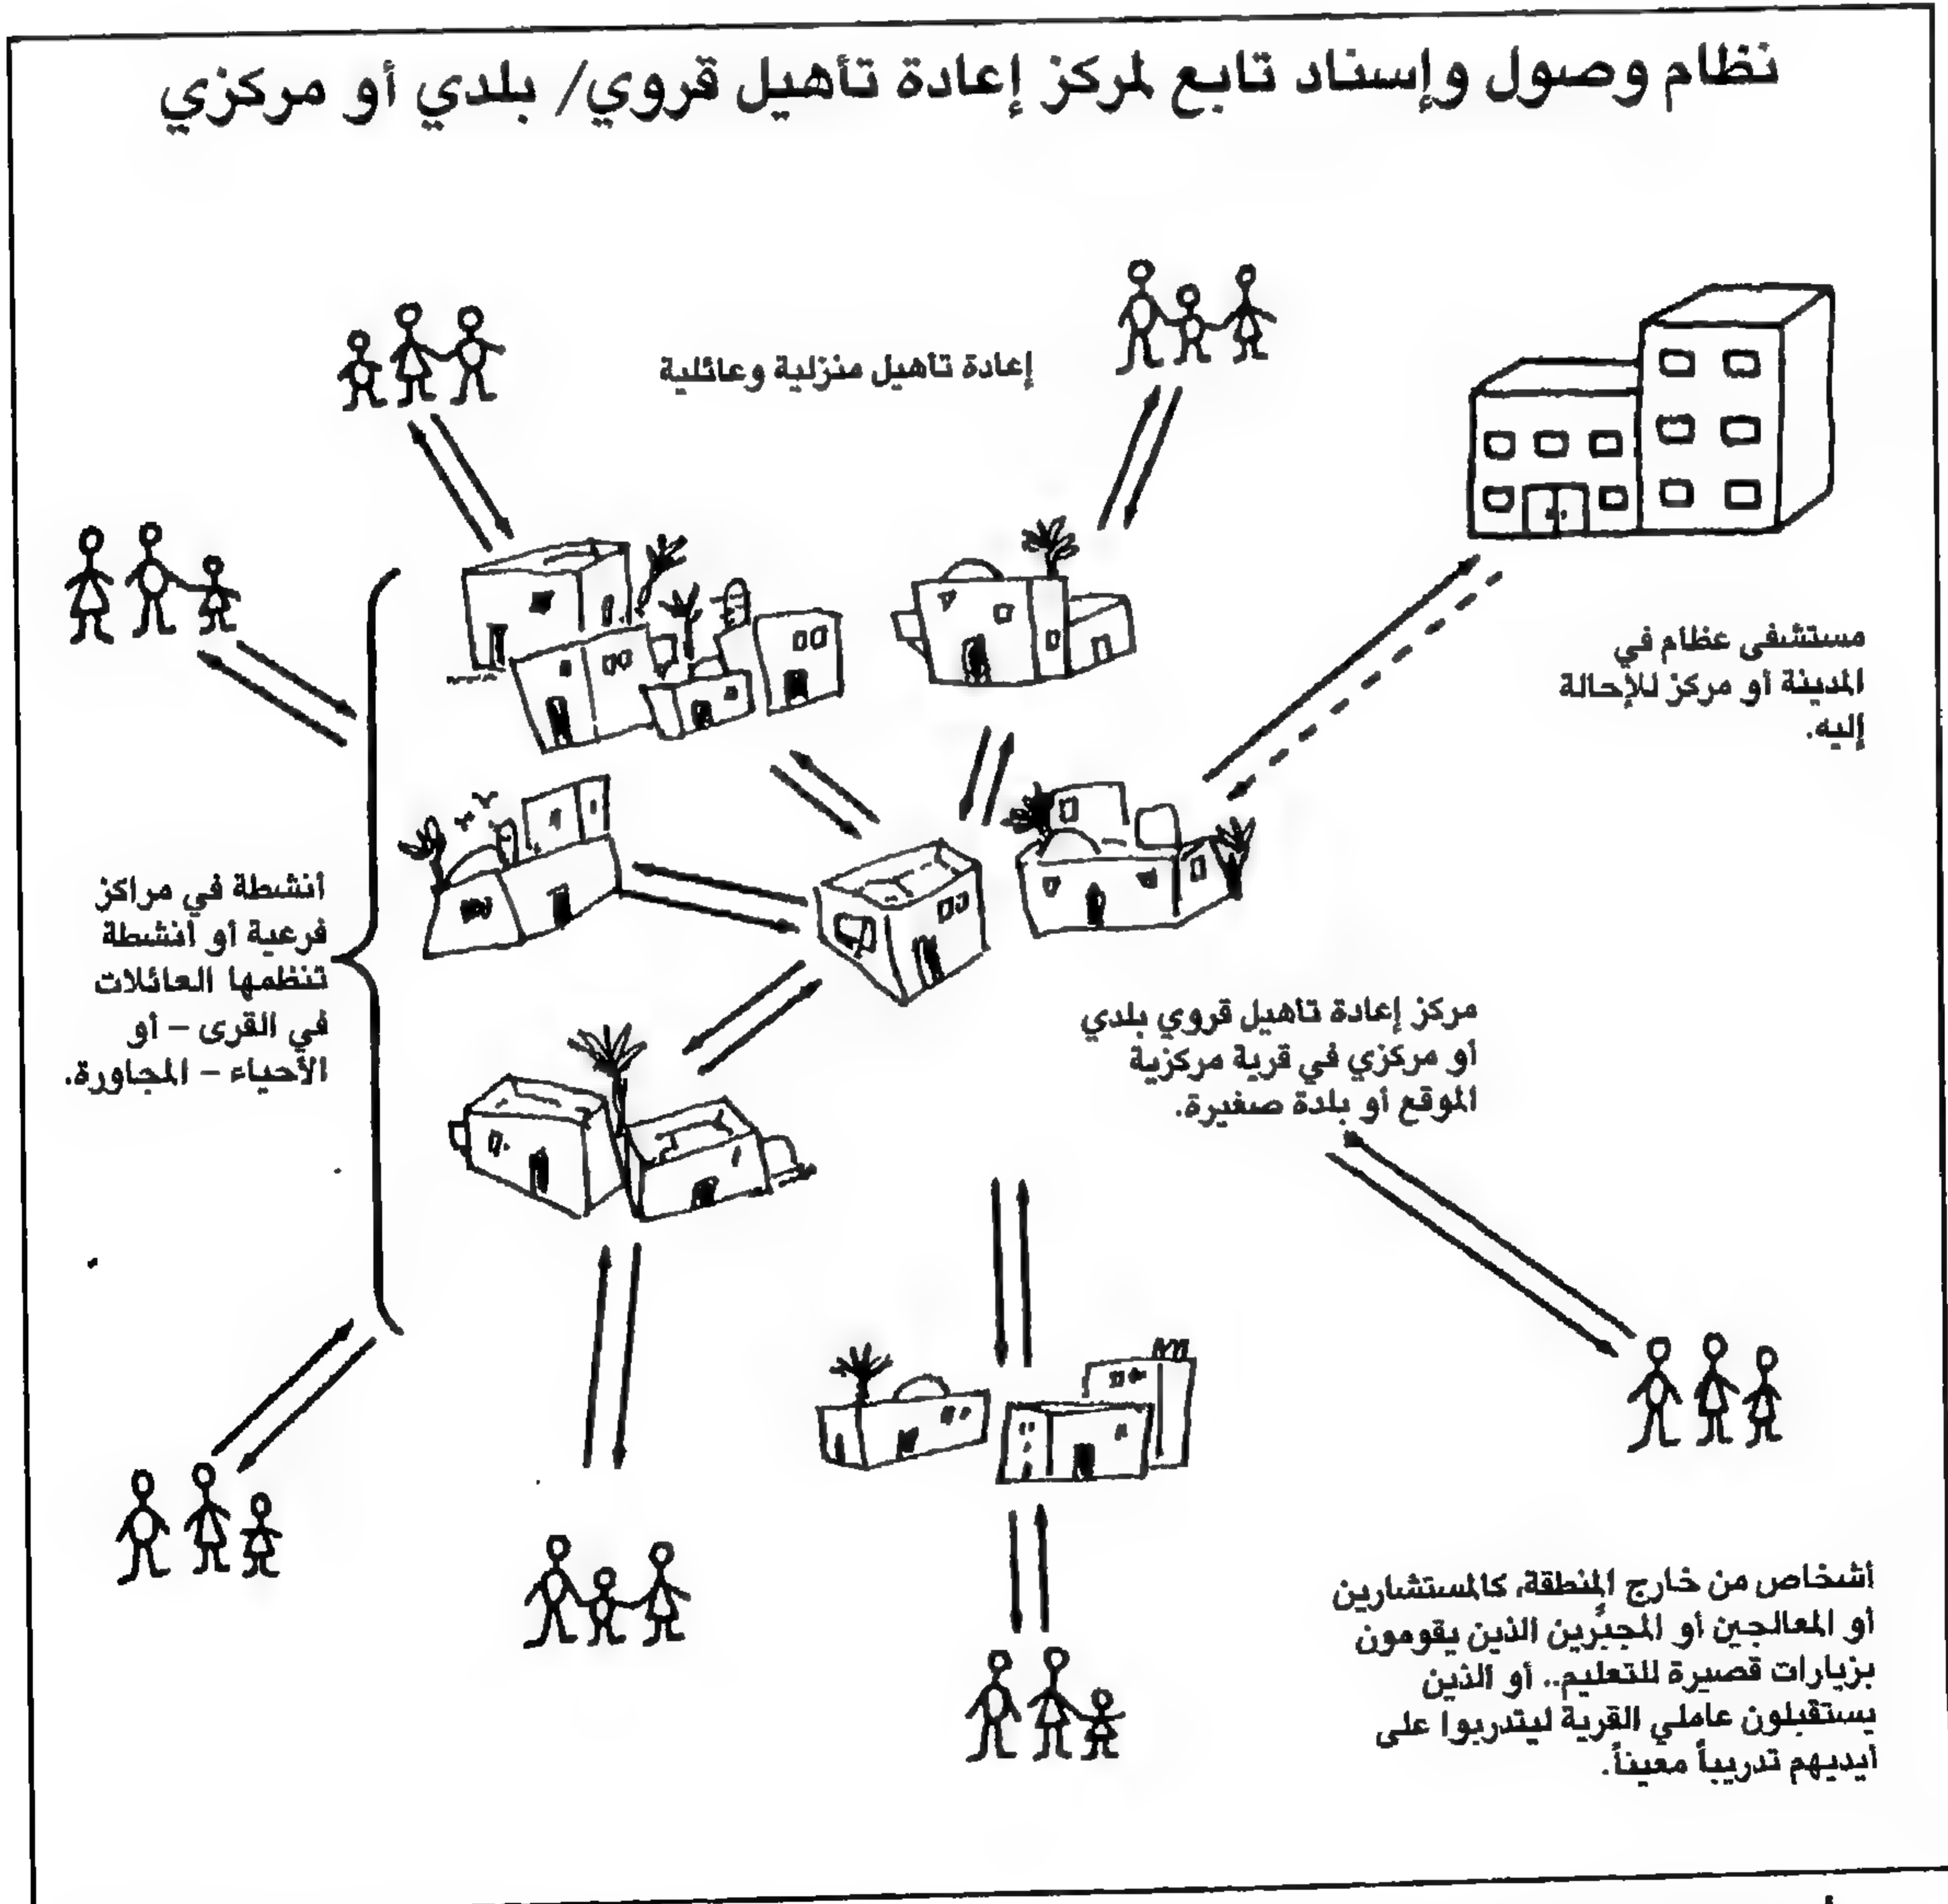 نظام وصول وإسناد تابع لمركز إعادة تأهيل قروي/ بلدي أو مركزي
إعادة تأهيل منزلية وعائلية
مستشفى عظام في
المدينة أو مركز للإحالة
إليه.
أنشطة في مراكز
فرعية أو أنشطة
تنظمها العائلات
في القرى – أو
الأحياء – المجاورة.
مركز إعادة تأهيل قروي بلدي
أو مركزي في قرية مركزية
الموقع أو بلدة صغيرة.
أشخاص من خارج المنطقة، كالمستشارين
أو المعالجين أو المجبّرين الذين يقومون
بزيارات قصيرة للتعليم.. أو الذين
يستقبلون عاملي القرية ليتدربوا على
أيديهم تدريباً معيناً.